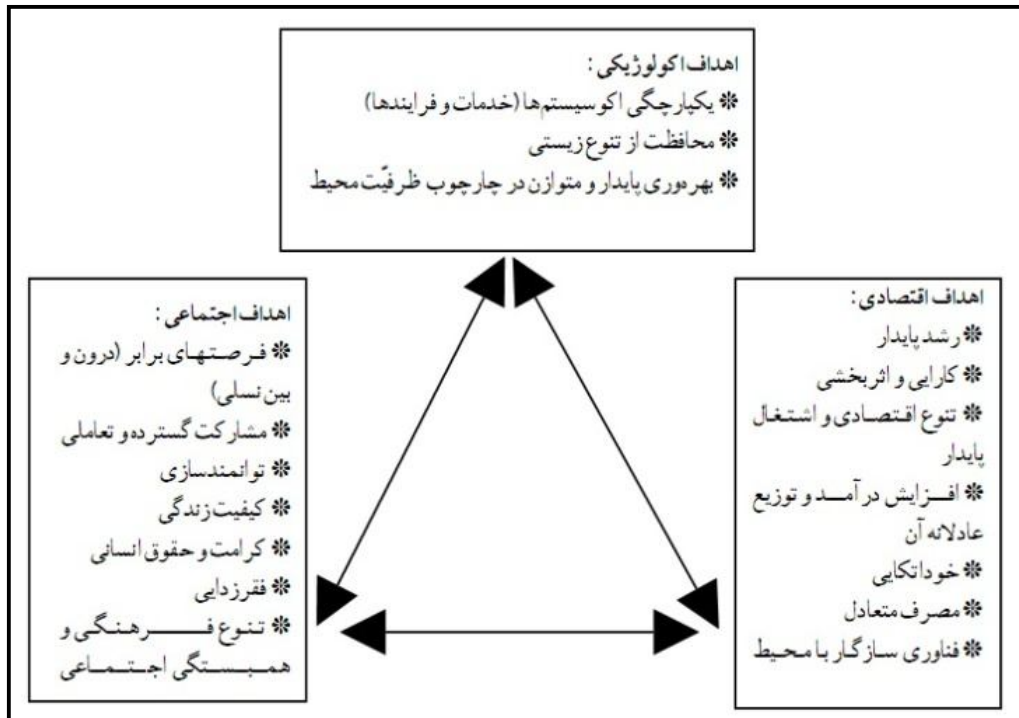 اهداف اکولوژیکی :
❊ یکپارچگی اکوسیستم‌ها (خدمات و فرایندها)
❊ محافظت از تنوع زیستی
❊ بهره‌وری پایدار و متوازن در چارچوب ظرفیّت محیط
اهداف اقتصادی :
❊ رشد پایدار
❊ کارایی و اثربخشی
❊ تنوع اقتصادی و اشتغال
پایدار
❊ افزایش درآمد و توزیع
عادلانه آن
❊ خوداتکایی
❊ مصرف متعادل
❊ فناوری سازگار با محیط
اهداف اجتماعی :
❊ فرصتهای برابر (درون و
بین نسلی)
❊ مشارکت گسترده و تعاملی
❊ توانمندسازی
❊ کیفیت زندگی
❊ کرامت و حقوق انسانی
❊ فقرزدایی
❊ تنوع فرهنگی و
همبستگی اجتماعی